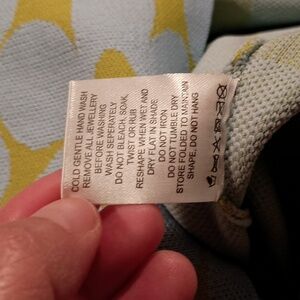 COLD GENTLE HAND WASH
REMOVE ALL JEWELLERY
BEFORE WASHING
WASH SEPERATELY
DO NOT BLEACH, SOAK,
TWIST OR RUB
RESHAPE WHEN WET AND
DRY FLAT IN SHADE
DO NOT IRON
DO NOT TUMBLE DRY
STORE FOLDED TO MAINTAIN
SHAPE. DO NOT HANG